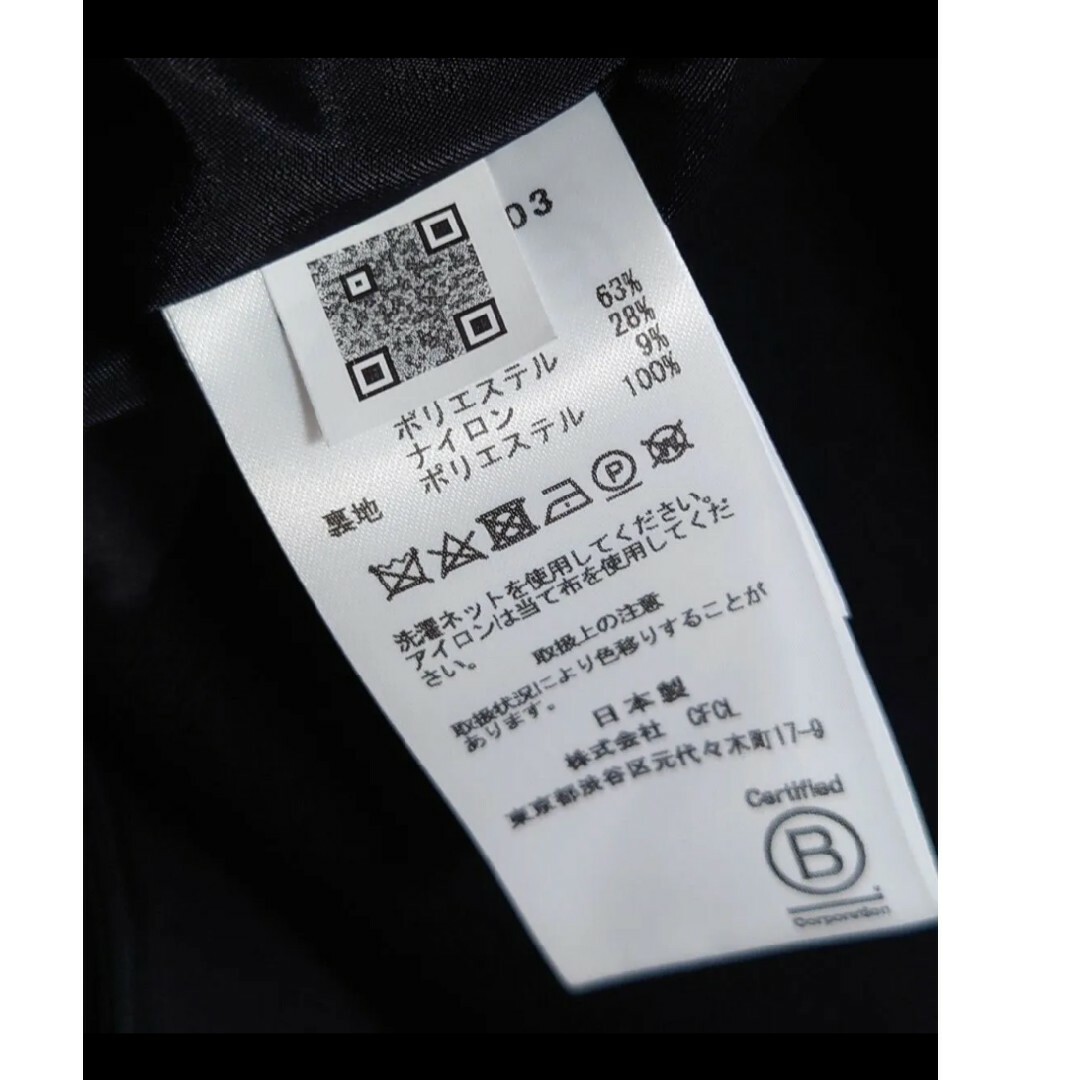 03
63%
ポリエステル 28%
ナイロン 9%
裏地 ポリエステル 100%
洗濯ネットを使用してください。
アイロンは当て布を使用してくだ
さい。
取扱上の注意
取扱状況により色移りすることが
あります。
日本製
株式会社 CFCL
東京都渋谷区元代々木町17-9
Certified
B
Corporation